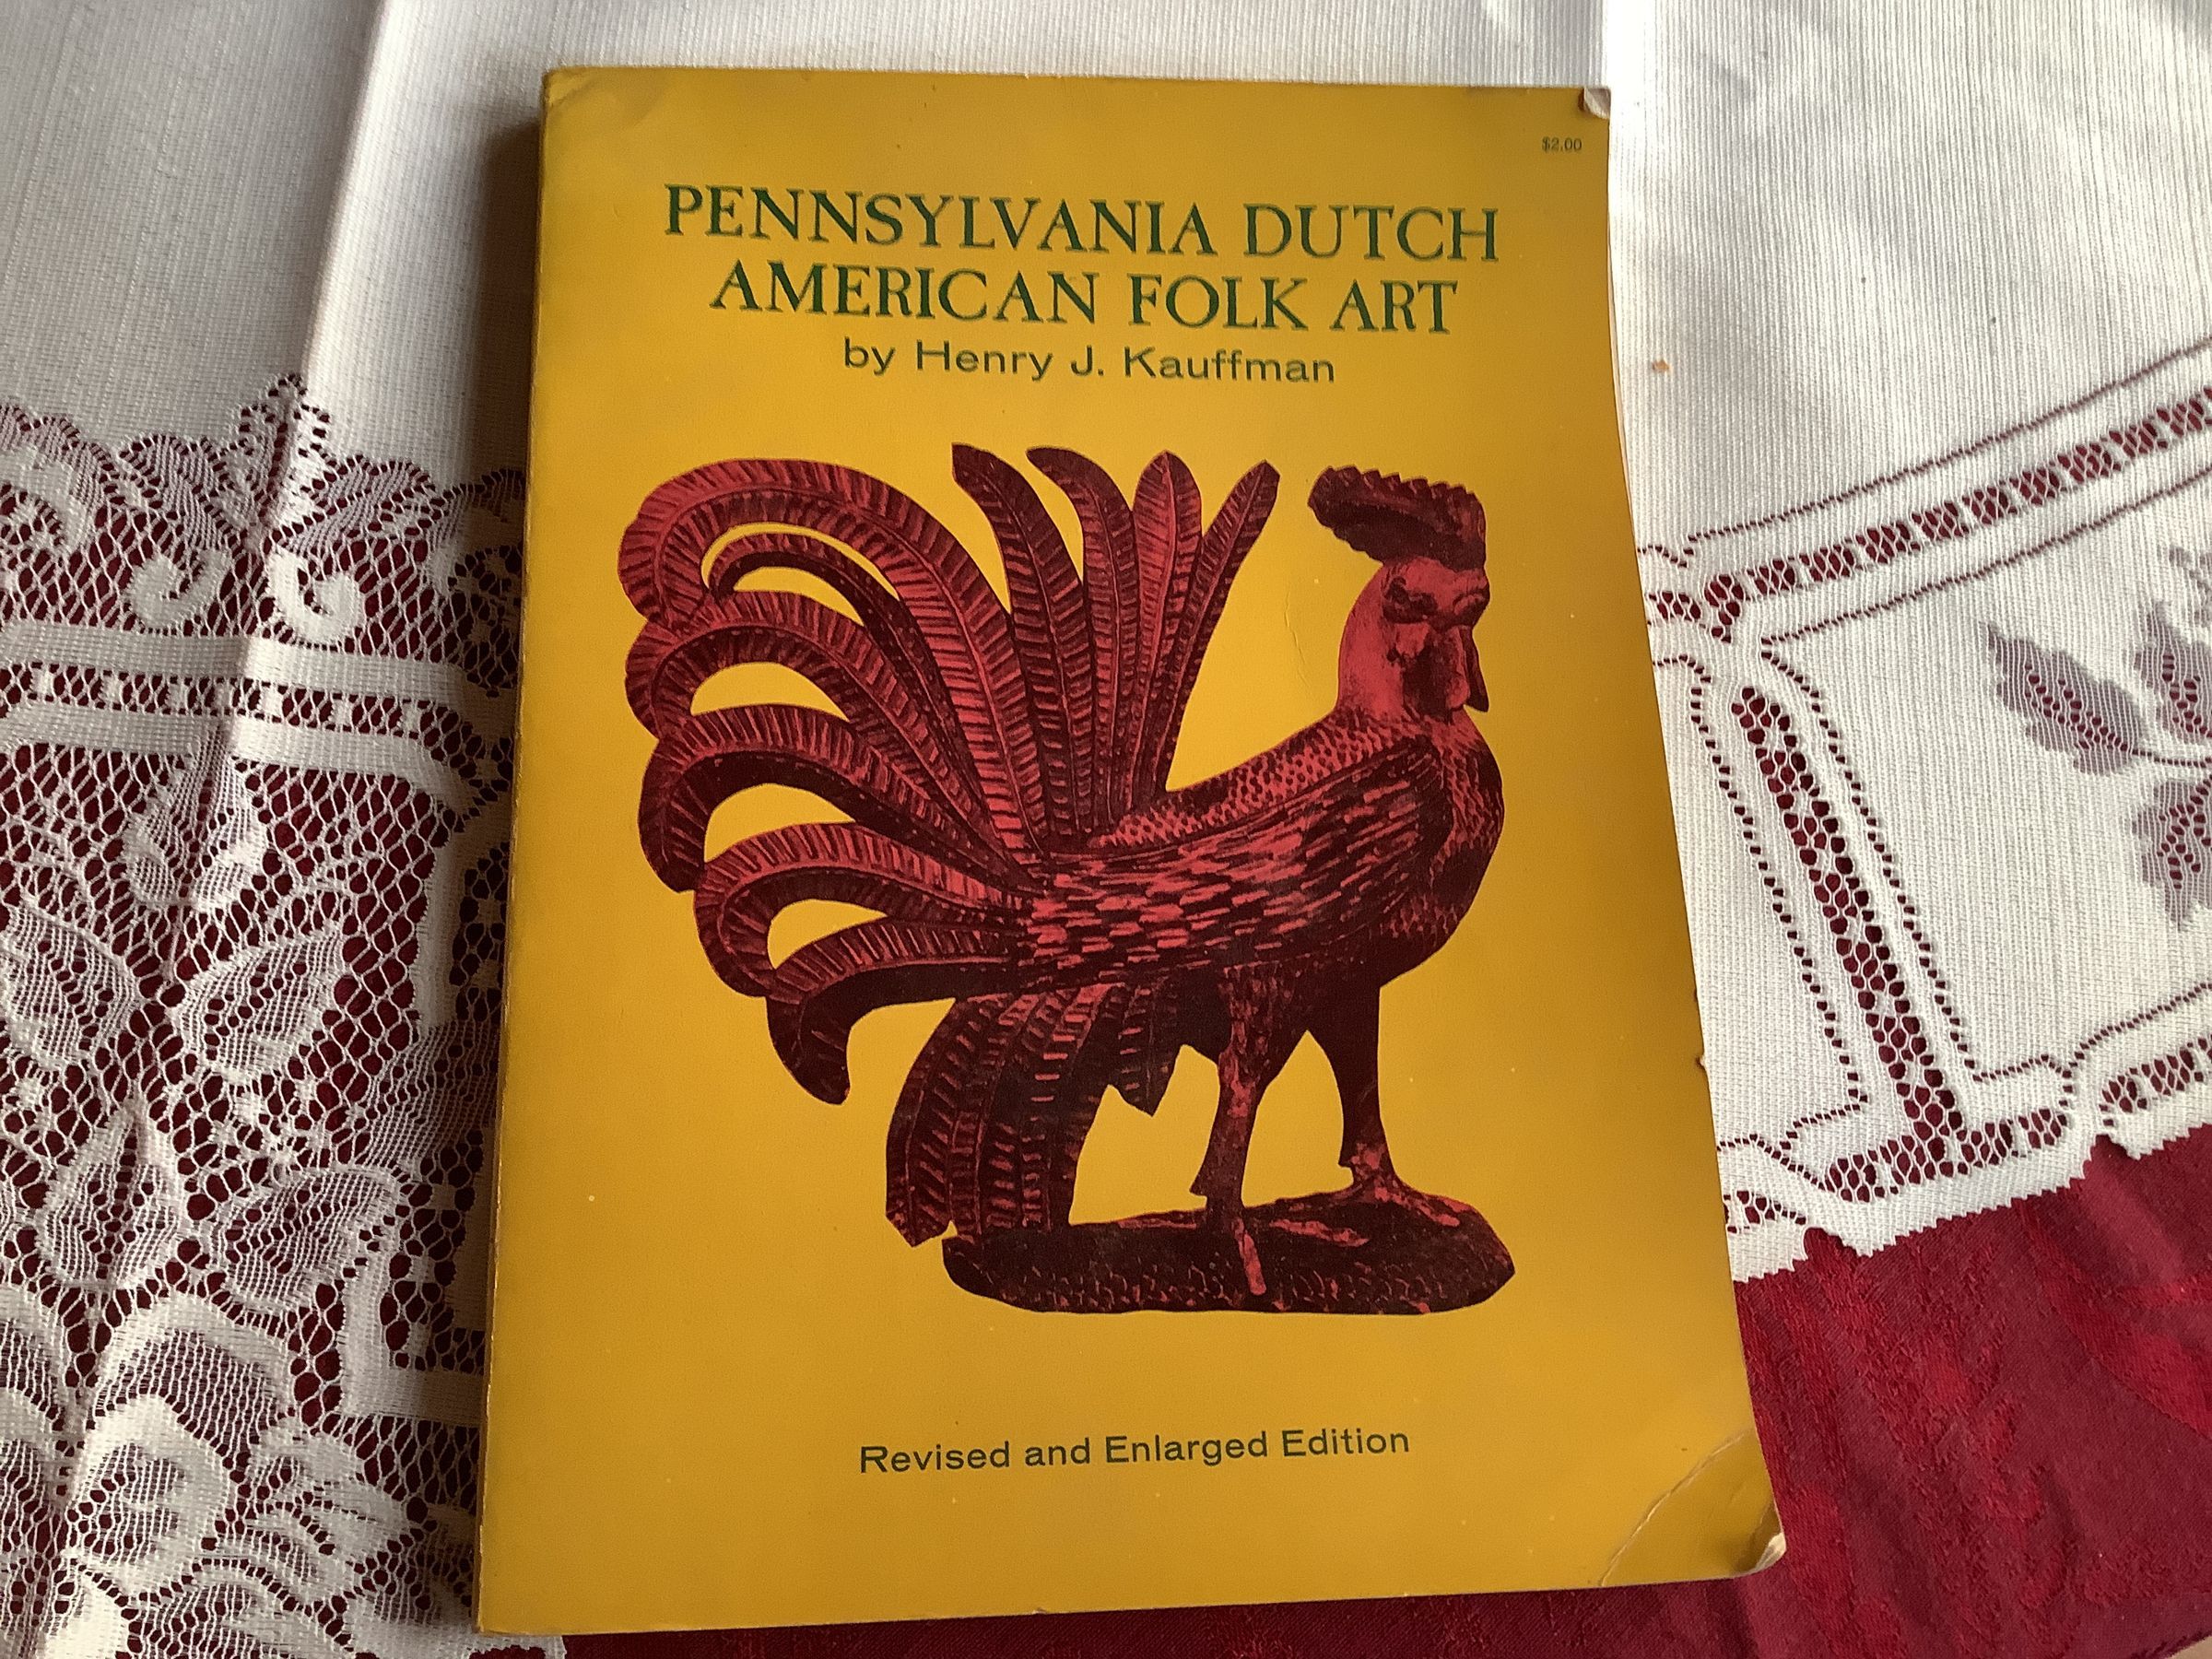 $2.00
PENNSYLVANIA DUTCH
AMERICAN FOLK ART
by Henry J. Kauffman
Revised and Enlarged Edition